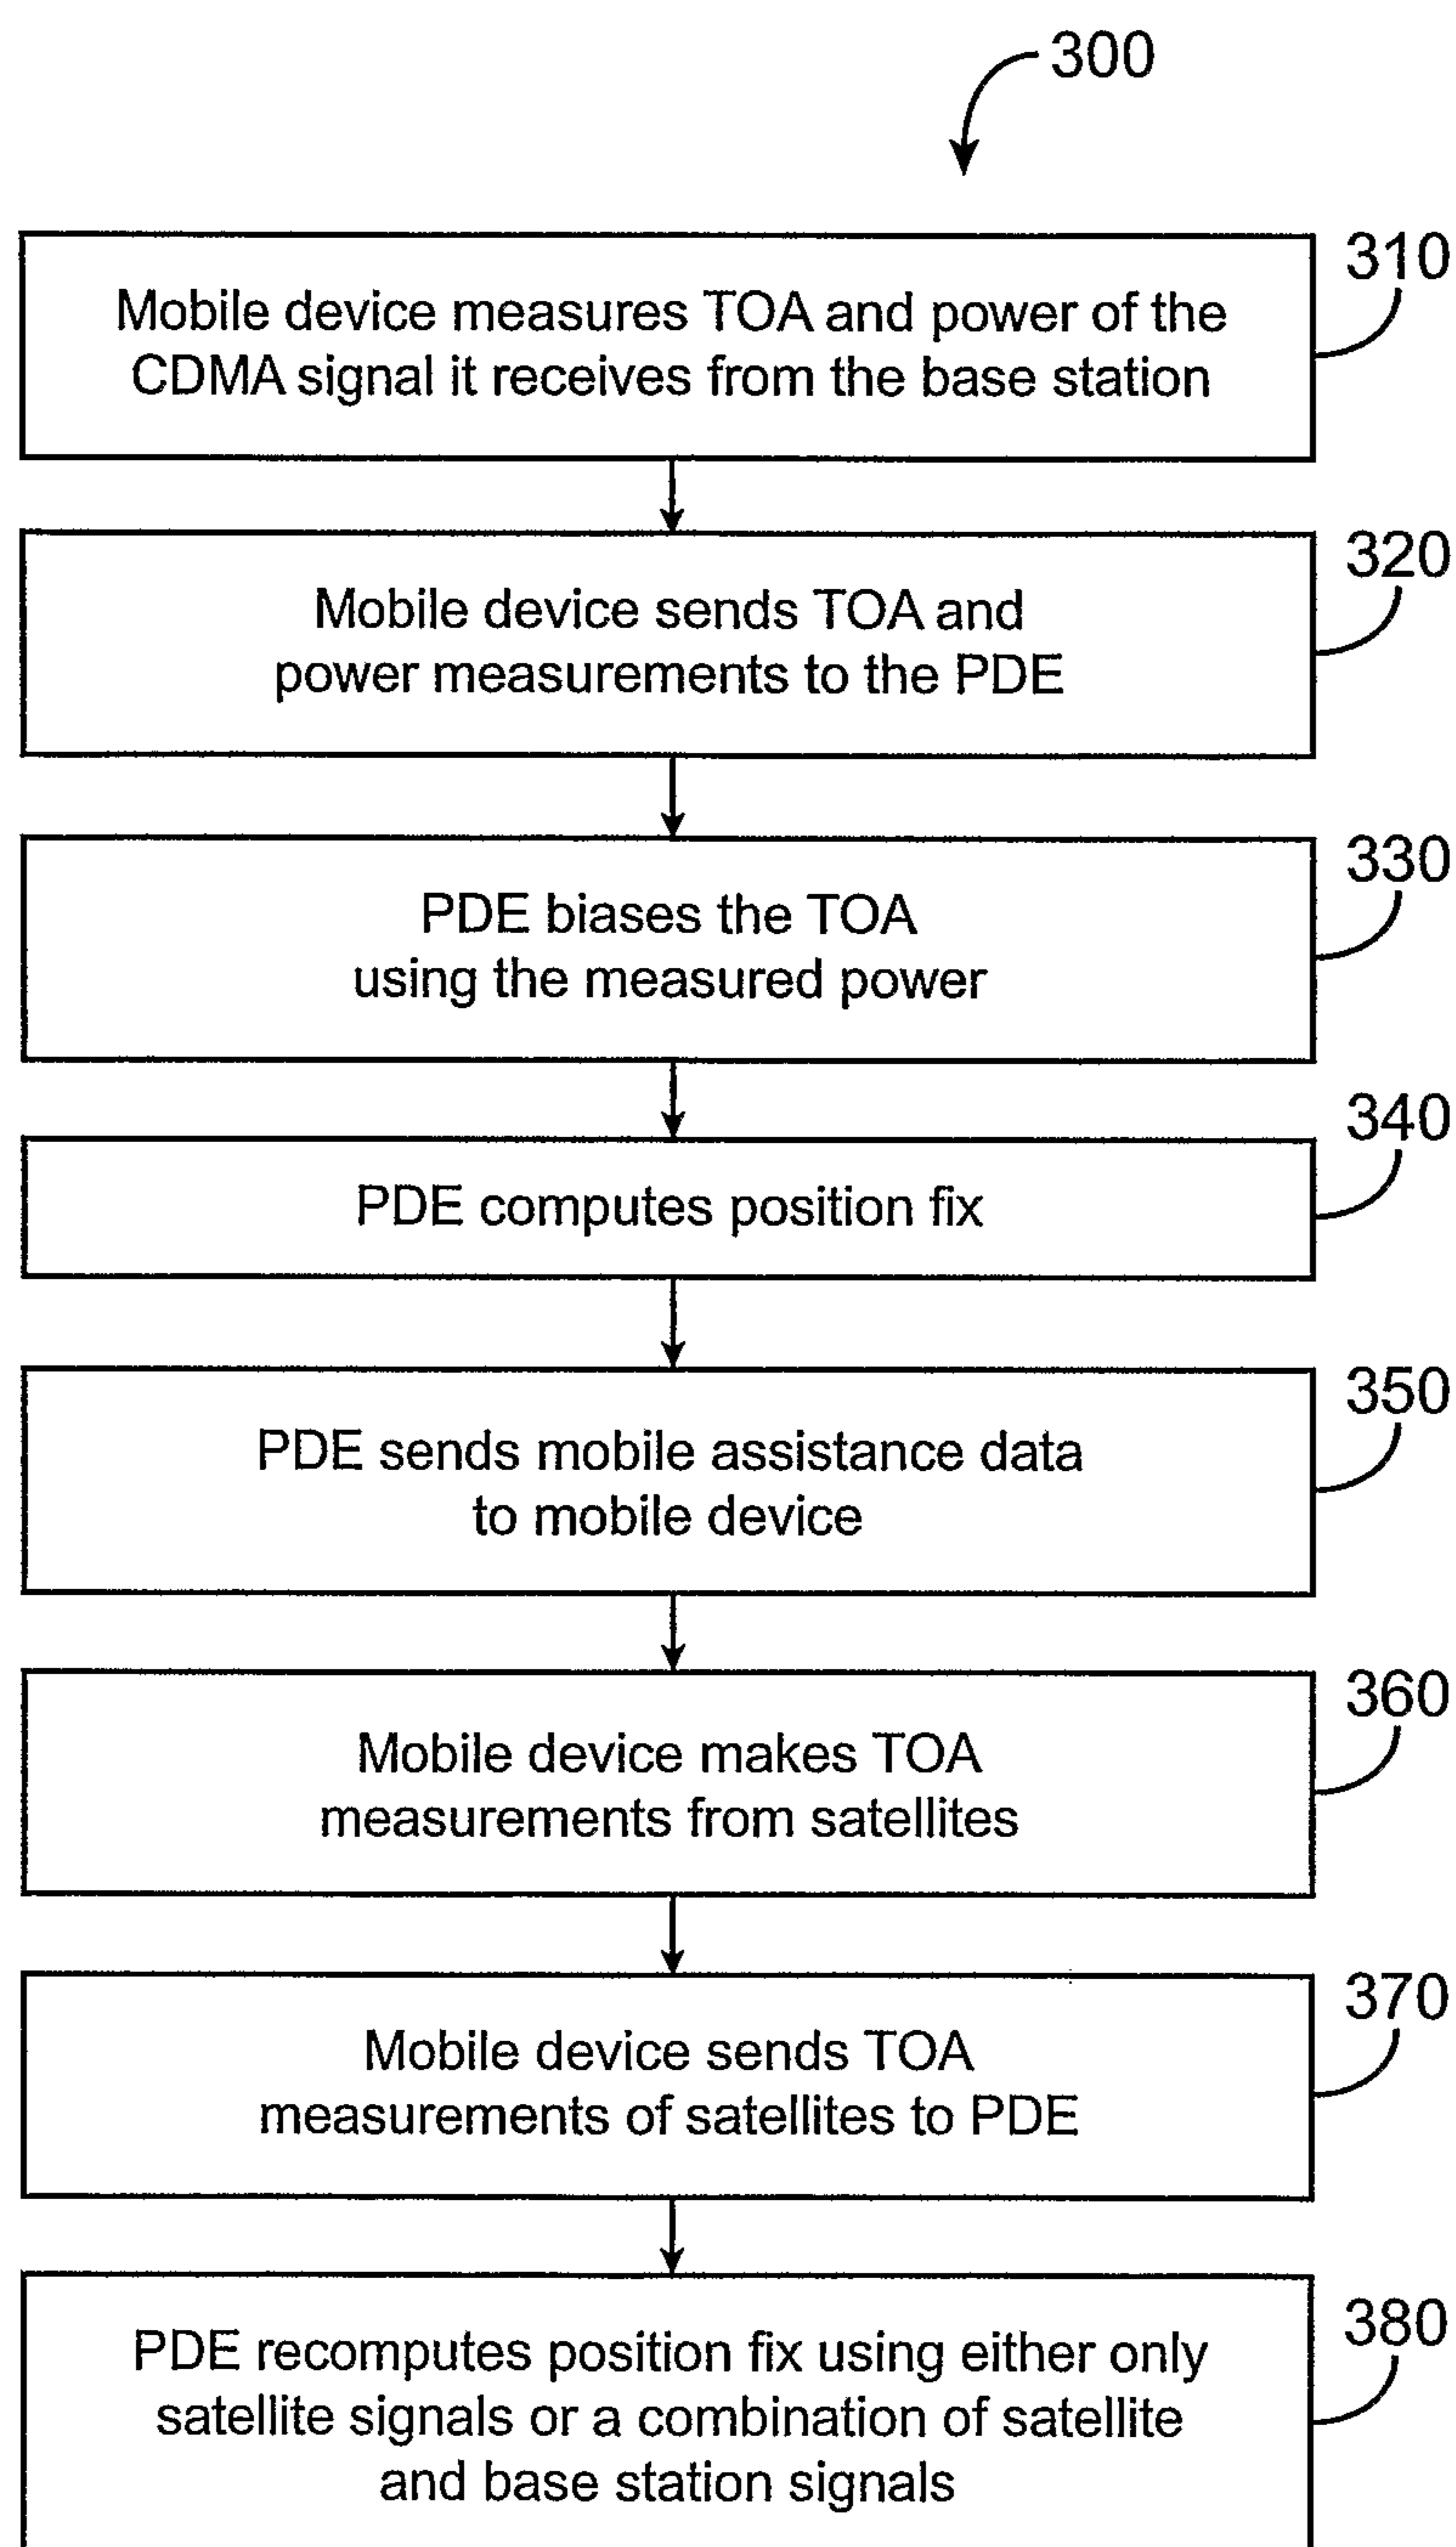 300
310
Mobile device measures TOA and power of the
CDMA signal it receives from the base station
320
Mobile device sends TOA and
power measurements to the PDE
330
PDE biases the TOA
using the measured power
340
PDE computes position fix
350
PDE sends mobile assistance data
to mobile device
360
Mobile device makes TOA
measurements from satellites
370
Mobile device sends TOA
measurements of satellites to PDE
380
PDE recomputes position fix using either only
satellite signals or a combination of satellite
and base station signals